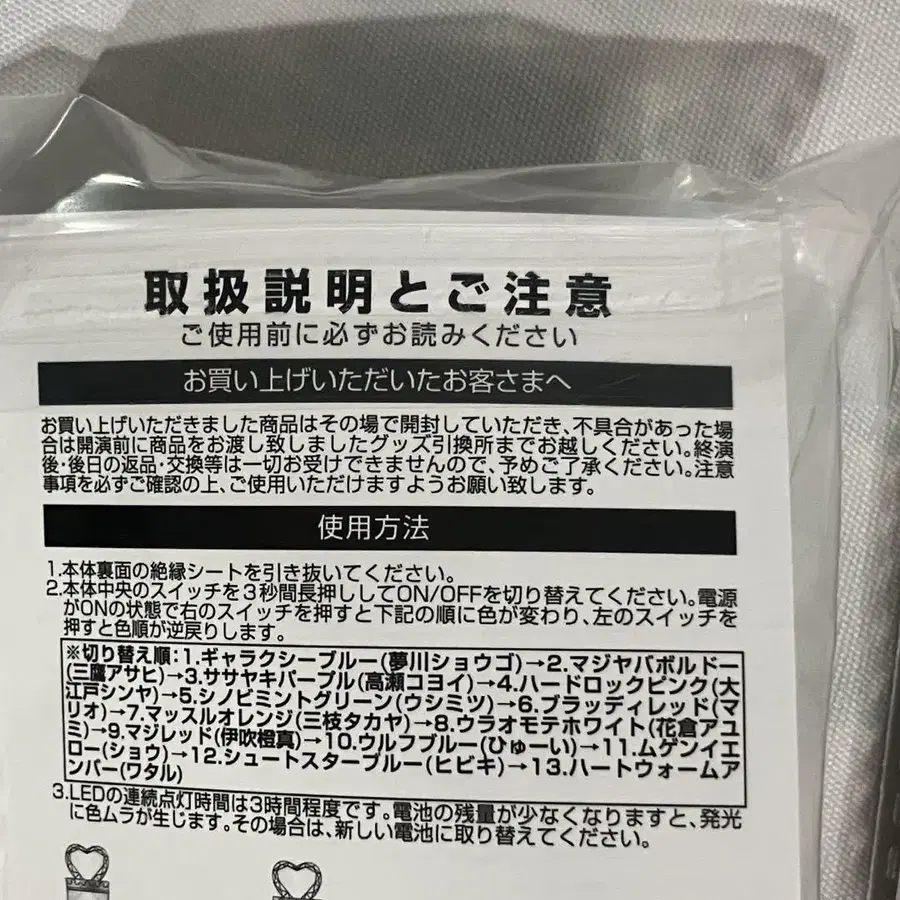 取扱説明とご注意
ご使用前に必ずお読みください
お買い上げいただいたお客さまへ
お買い上げいただきました商品はその場で開封していただき、不具合があった場
合は開演前に商品をお渡し致しましたグッズ引換所までお越しください。終演
後・後日の返品・交換等は一切お受けできませんので、予めご了承ください。注意
事項を必ずご確認の上、ご使用いただけますようお願い致します。
使用方法
1.本体裏面の絶縁シートを引き抜いてください。
2.本体中央のスイッチを3秒間長押ししてON/OFFを切り替えてください。電源
がONの状態で右のスイッチを押すと下記の順に色が変わり、左のスイッチを
押すと色順が逆戻りします。
※切り替え順:1.ギャラクシーブルー(夢川ショウゴ)→2.マジヤバボルドー
(三鷹アサヒ)→3.ササヤキパープル(高瀬コヨイ)→4.ハードロックピンク(大
江戸シンヤ)→5.シノビミントグリーン(ウシミツ)→6.ブラッディレッド(マ
リオ)→7.マッスルオレンジ(三枝タカヤ)→8.ウラオモテホワイト(花倉アユ
ミ)→9.マジレッド(伊吹橙真)→10.ウルフブルー(ひゅーい)→11.ムゲンイエ
ロー(ショウ)→12.シュートスターブルー(ヒビキ)→13.ハートウォームア
ンバー(ワタル)
3.LEDの連続点灯時間は3時間程度です。電池の残量が少なくなりますと、発光
に色ムラが生じます。その場合は、新しい電池に取り替えてください。